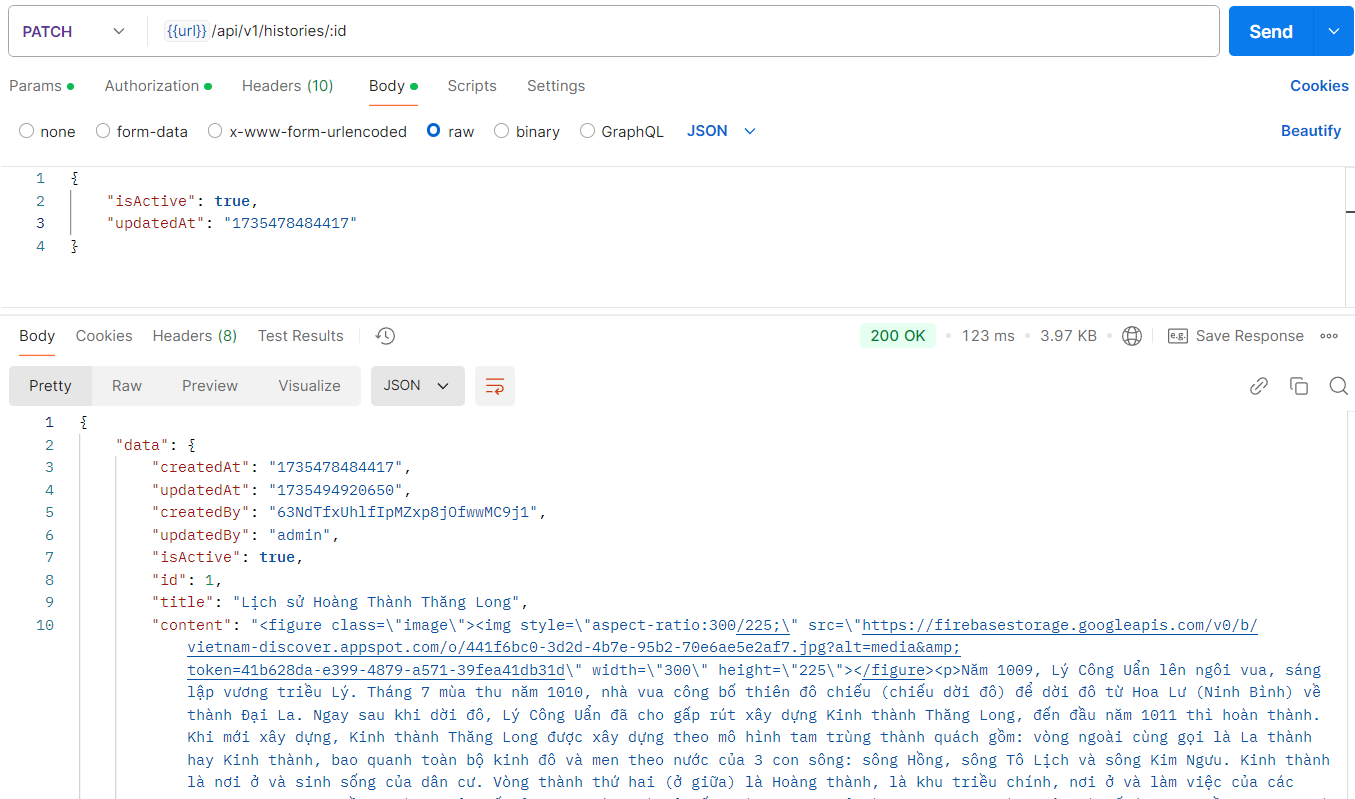 PATCH {{url}} /api/v1/histories/:id Send
Params Authorization Headers (10) Body Scripts Settings Cookies
none form-data x-www-form-urlencoded raw binary GraphQL JSON Beautify
1 {
2 "isActive": true,
3 "updatedAt": "1735478484417"
4 }
Body Cookies Headers (8) Test Results 200 OK 123 ms 3.97 KB e.g. Save Response
Pretty Raw Preview Visualize JSON
1 {
2 "data": {
3 "createdAt": "1735478484417",
4 "updatedAt": "1735494920650",
5 "createdBy": "63NdTfxUhlfIpMZxp8jOfwwMC9j1",
6 "updatedBy": "admin",
7 "isActive": true,
8 "id": 1,
9 "title": "Lịch sử Hoàng Thành Thăng Long",
10 "content": "<figure class=\"image\"><img style=\"aspect-ratio:300/225;\" src=\"https://firebasestorage.googleapis.com/v0/b/
vietnam-discover.appspot.com/o/441f6bc0-3d2d-4b7e-95b2-70e6ae5e2af7.jpg?alt=media&amp;
token=41b628da-e399-4879-a571-39fea41db31d\" width=\"300\" height=\"225\"></figure><p>Năm 1009, Lý Công Uẩn lên ngôi vua, sáng
lập vương triều Lý. Tháng 7 mùa thu năm 1010, nhà vua công bố thiên đô chiếu (chiếu dời đô) để dời đô từ Hoa Lư (Ninh Bình) về
thành Đại La. Ngay sau khi dời đô, Lý Công Uẩn đã cho gấp rút xây dựng Kinh thành Thăng Long, đến đầu năm 1011 thì hoàn thành.
Khi mới xây dựng, Kinh thành Thăng Long được xây dựng theo mô hình tam trùng thành quách gồm: vòng ngoài cùng gọi là La thành
hay Kinh thành, bao quanh toàn bộ kinh đô và men theo nước của 3 con sông: sông Hồng, sông Tô Lịch và sông Kim Ngưu. Kinh thành
là nơi ở và sinh sống của dân cư. Vòng thành thứ hai (ở giữa) là Hoàng thành, là khu triều chính, nơi ở và làm việc của các